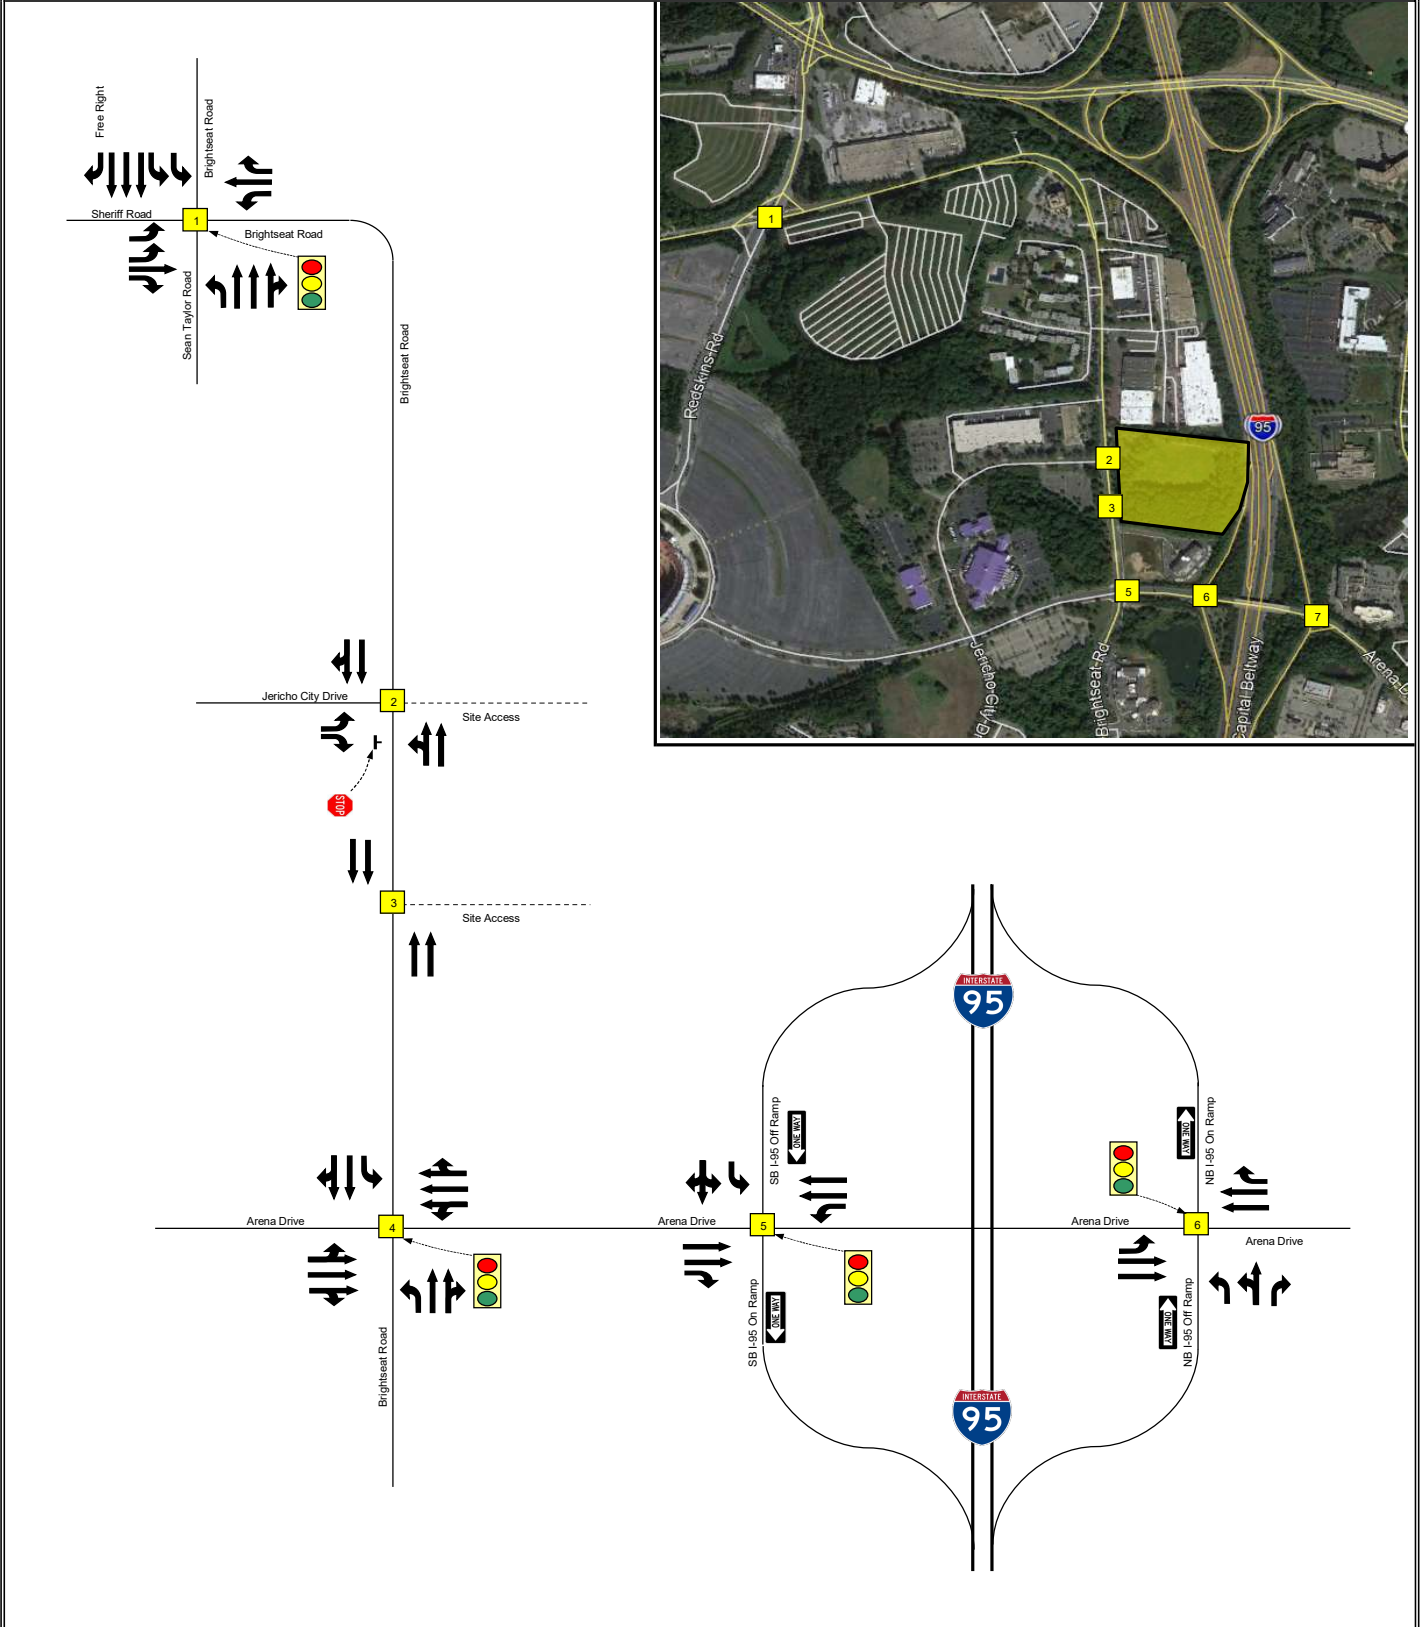 Free Right
Brightseat Road
Sheriff Road
1
Brightseat Road
Sean Taylor Road
Brightseat Road
Jericho City Drive
2
Site Access
STOP
3
Site Access
Arena Drive
4
Brightseat Road
1
Redskins Rd
95
2
3
5
6
7
Jericho City Dr
Brightseat Rd
Capital Beltway
Arena D
INTERSTATE
95
SB I-95 Off Ramp
ONE WAY
Arena Drive
5
SB I-95 On Ramp
ONE WAY
ONE WAY
NB I-95 On Ramp
Arena Drive
6
Arena Drive
ONE WAY
NB I-95 Off Ramp
INTERSTATE
95